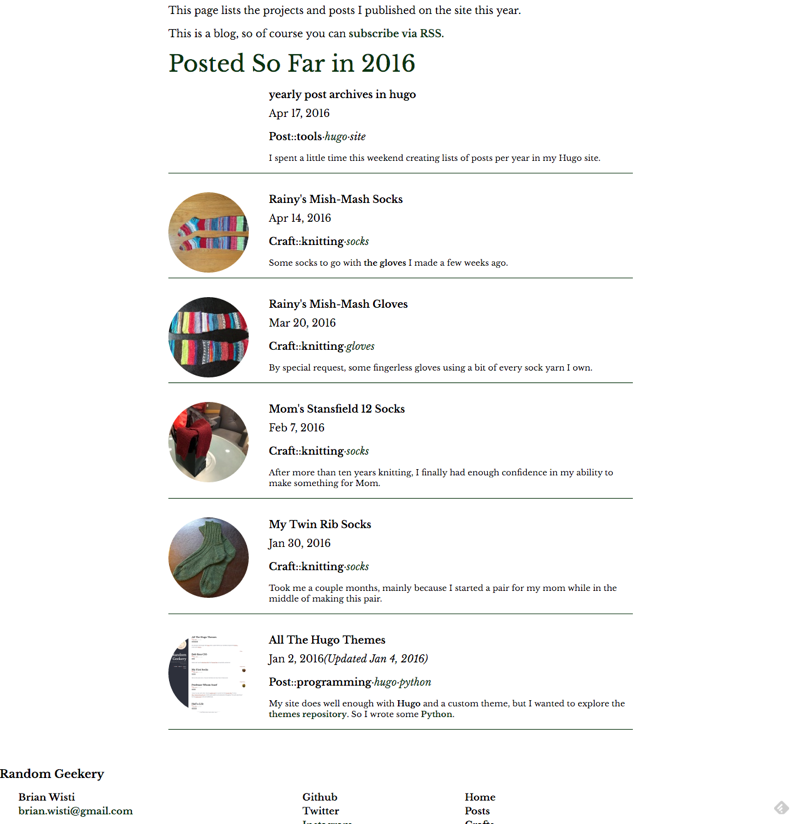 This page lists the projects and posts I published on the site this year.
This is a blog, so of course you can subscribe via RSS.
Posted So Far in 2016
yearly post archives in hugo
Apr 17, 2016
Post::tools·hugo·site
I spent a little time this weekend creating lists of posts per year in my Hugo site.
Rainy's Mish-Mash Socks
Apr 14, 2016
Craft::knitting·socks
Some socks to go with the gloves I made a few weeks ago.
Rainy's Mish-Mash Gloves
Mar 20, 2016
Craft::knitting·gloves
By special request, some fingerless gloves using a bit of every sock yarn I own.
Mom's Stansfield 12 Socks
Feb 7, 2016
Craft::knitting·socks
After more than ten years knitting, I finally had enough confidence in my ability to
make something for Mom.
My Twin Rib Socks
Jan 30, 2016
Craft::knitting·socks
Took me a couple months, mainly because I started a pair for my mom while in the
middle of making this pair.
All The Hugo Themes
Jan 2, 2016(Updated Jan 4, 2016)
Post::programming·hugo·python
My site does well enough with Hugo and a custom theme, but I wanted to explore the
themes repository. So I wrote some Python.
Random Geekery
Brian Wisti
brian.wisti@gmail.com
Github
Twitter
Instagram
Home
Posts
Crafts